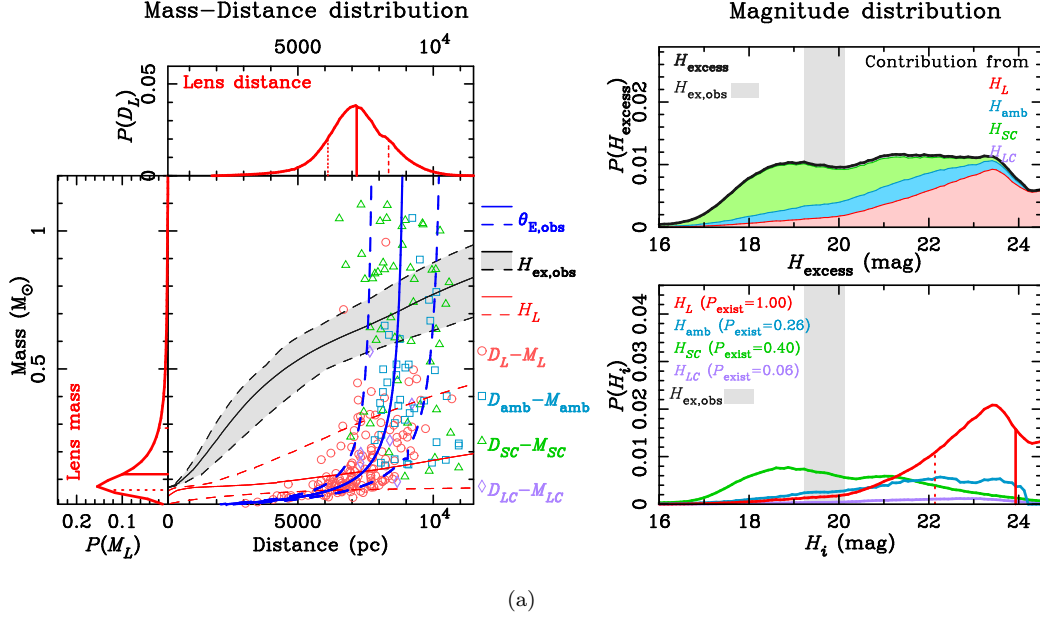 Mass-Distance distribution
5000 10⁴
P(D_L)
0 0.05
Lens distance
Mass (M⊙)
0.5 1
Lens mass
0.2 0.1 0
P(M_L)
5000 10⁴
Distance (pc)
θ_E,obs
H_ex,obs
H_L
D_L−M_L
D_amb−M_amb
D_SC−M_SC
D_LC−M_LC
Magnitude distribution
P(H_excess)
0 0.01 0.02
H_excess
H_ex,obs
Contribution from
H_L
H_amb
H_SC
H_LC
16 18 20 22 24
H_excess (mag)
P(H_i)
0 0.01 0.02 0.03 0.04
H_L (P_exist=1.00)
H_amb (P_exist=0.26)
H_SC (P_exist=0.40)
H_LC (P_exist=0.06)
H_ex,obs
16 18 20 22 24
H_i (mag)
(a)